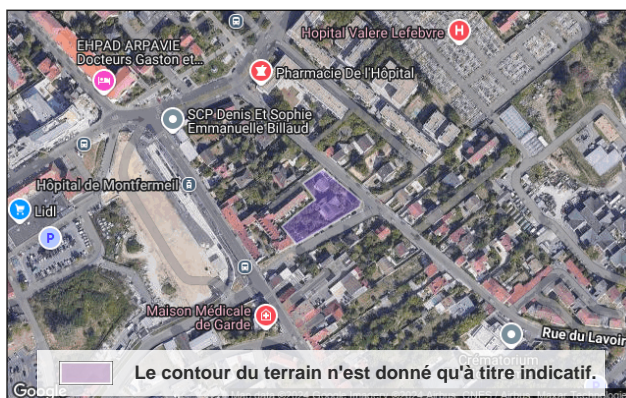 Hopital Valère Lefebvre
H
EHPAD ARPAVIE
Docteurs Gaston et...
Pharmacie De l'Hôpital
SCP Denis Et Sophie
Emmanuelle Billaud
Hôpital de Montfermeil
Lidl
P
Maison Médicale
de Garde
Rue du Lavoir
Crématorium
P
Le contour du terrain n'est donné qu'à titre indicatif.
Google